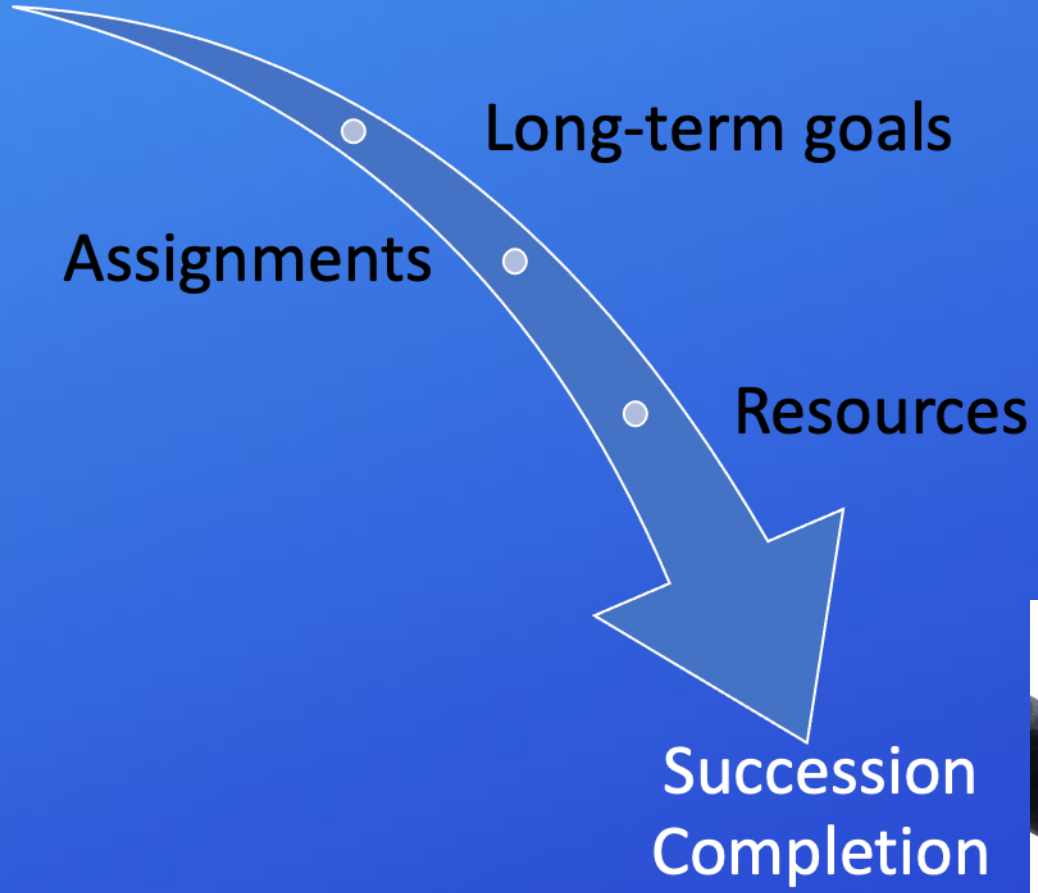 Long-term goals
Assignments
Resources
Succession
Completion